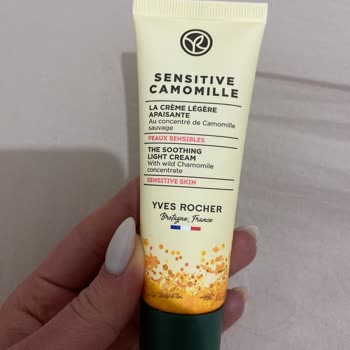 SENSITIVE
CAMOMILLE
LA CRÈME LÉGÈRE
APAISANTE
Au concentré de Camomille
sauvage
PEAUX SENSIBLES
THE SOOTHING
LIGHT CREAM
With wild Chamomile
concentrate
SENSITIVE SKIN
YVES ROCHER
Bretagne, France